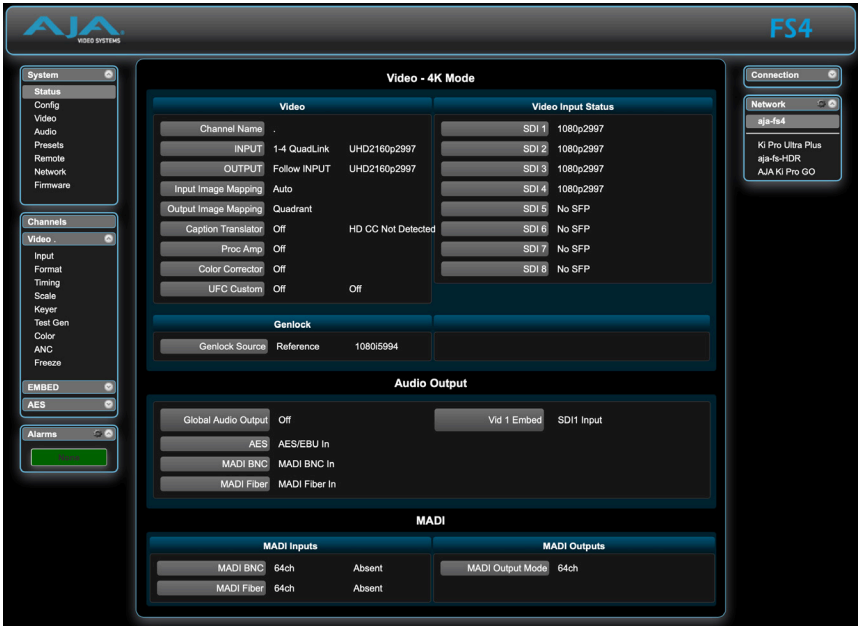 AJA
VIDEO SYSTEMS
FS4
System
Status
Config
Video
Audio
Presets
Remote
Network
Firmware
Channels
Video .
Input
Format
Timing
Scale
Keyer
Test Gen
Color
ANC
Freeze
EMBED
AES
Alarms
None
Video - 4K Mode
Video
Channel Name .
INPUT 1-4 QuadLink UHD2160p2997
OUTPUT Follow INPUT UHD2160p2997
Input Image Mapping Auto
Output Image Mapping Quadrant
Caption Translator Off HD CC Not Detected
Proc Amp Off
Color Corrector Off
UFC Custom Off Off
Video Input Status
SDI 1 1080p2997
SDI 2 1080p2997
SDI 3 1080p2997
SDI 4 1080p2997
SDI 5 No SFP
SDI 6 No SFP
SDI 7 No SFP
SDI 8 No SFP
Genlock
Genlock Source Reference 1080i5994
Audio Output
Global Audio Output Off
AES AES/EBU In
MADI BNC MADI BNC In
MADI Fiber MADI Fiber In
Vid 1 Embed SDI1 Input
MADI
MADI Inputs
MADI BNC 64ch Absent
MADI Fiber 64ch Absent
MADI Outputs
MADI Output Mode 64ch
Connection
Network
aja-fs4
Ki Pro Ultra Plus
aja-fs-HDR
AJA Ki Pro GO